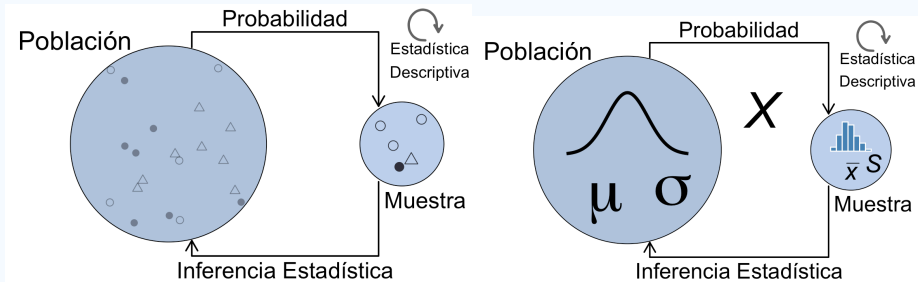 Probabilidad
Población
Estadística
Descriptiva
Muestra
Inferencia Estadística
Probabilidad
Población
Estadística
Descriptiva
X
μ σ
x̅ S
Muestra
Inferencia Estadística